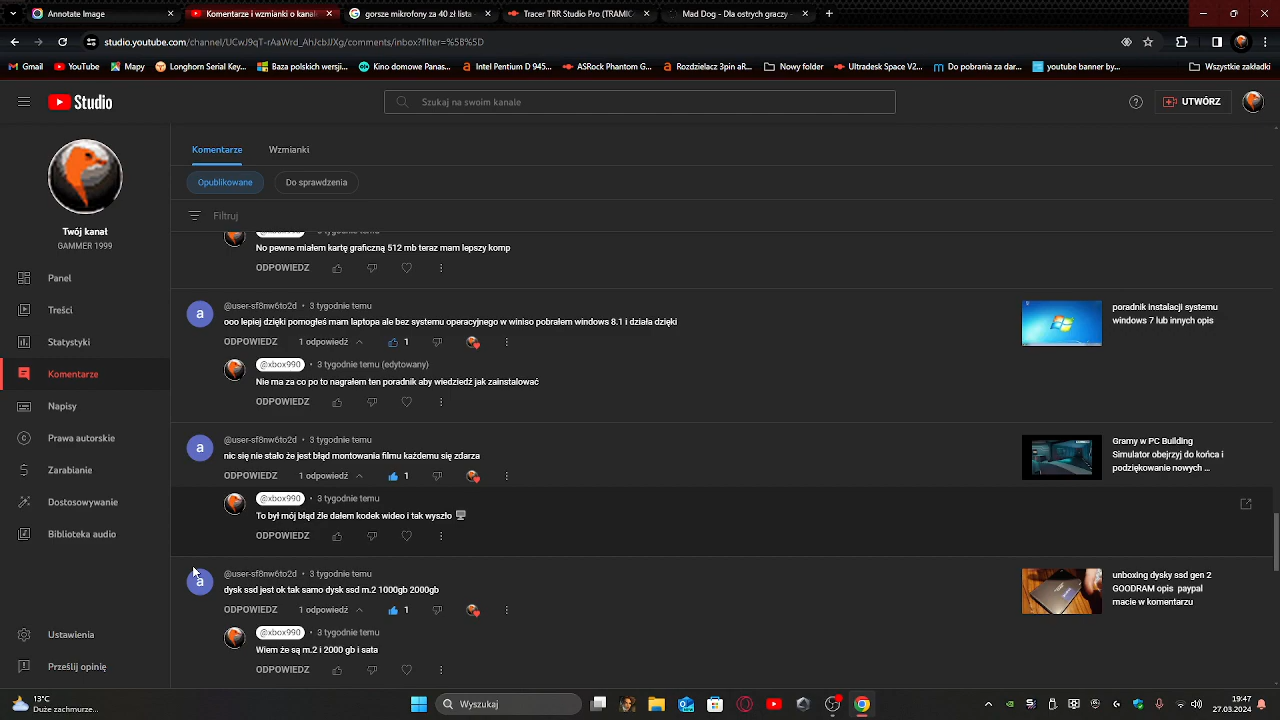 Annotate Image
Komentarze i wzmianki o kanale
gorsze mikrofony za 40 zł lista
Tracer TRR Studio Pro (TRAMIC
Mad Dog – Dla ostrych graczy
studio.youtube.com/channel/UCwJ9qT-rAaWrd_AhJcbJJXg/comments/inbox?filter=%5B%5D
Gmail
YouTube
Mapy
Longhorn Serial Key...
Baza polskich wersji...
Kino domowe Panas...
Intel Pentium D 945...
ASRock Phantom G...
Rozdzielacz 3pin aR...
Nowy folder
Ultradesk Space V2...
Do pobrania za dar...
youtube banner by...
Wszystkie zakładki
Studio
Szukaj na swoim kanale
UTWÓRZ
Twój kanał
GAMMER 1999
Panel
Treści
Statystyki
Komentarze
Napisy
Prawa autorskie
Zarabianie
Dostosowywanie
Biblioteka audio
Ustawienia
Prześlij opinię
Komentarze
Wzmianki
Opublikowane
Do sprawdzenia
Filtruj
No pewne miałem kartę graficzną 512 mb teraz mam lepszy komp
ODPOWIEDZ
@user-sf8nw6to2d • 3 tygodnie temu
ooo lepiej dzięki pomogłeś mam leptopa ale bez systemu operacyjnego w winiso pobrałem windows 8.1 i działa dzięki
ODPOWIEDZ 1 odpowiedź 1
@xbox990 • 3 tygodnie temu (edytowany)
Nie ma za co po to nagrałem ten poradnik aby wiedzieć jak zainstalować
ODPOWIEDZ
poradnik instalacji systemu
windows 7 lub innych opis
@user-sf8nw6to2d • 3 tygodnie temu
nic się nie stało że jest błąd montowania filmu każdemu się zdarza
ODPOWIEDZ 1 odpowiedź 1
@xbox990 • 3 tygodnie temu
To był mój błąd źle dałem kodek wideo i tak wyszło
ODPOWIEDZ
Gramy w PC Building
Simulator obejrzyj do końca i
podziękowanie nowych ...
@user-sf8nw6to2d • 3 tygodnie temu
dysk ssd jest ok tak samo dysk ssd m.2 1000gb 2000gb
ODPOWIEDZ 1 odpowiedź 1
@xbox990 • 3 tygodnie temu
Wiem że są m.2 i 2000 gb i sata
ODPOWIEDZ
unboxing dysky ssd gen 2
GOODRAM opis paypal
macie w komentarzu
13°C
Duże zachmurze...
Wyszukaj
19:47
27.03.2024